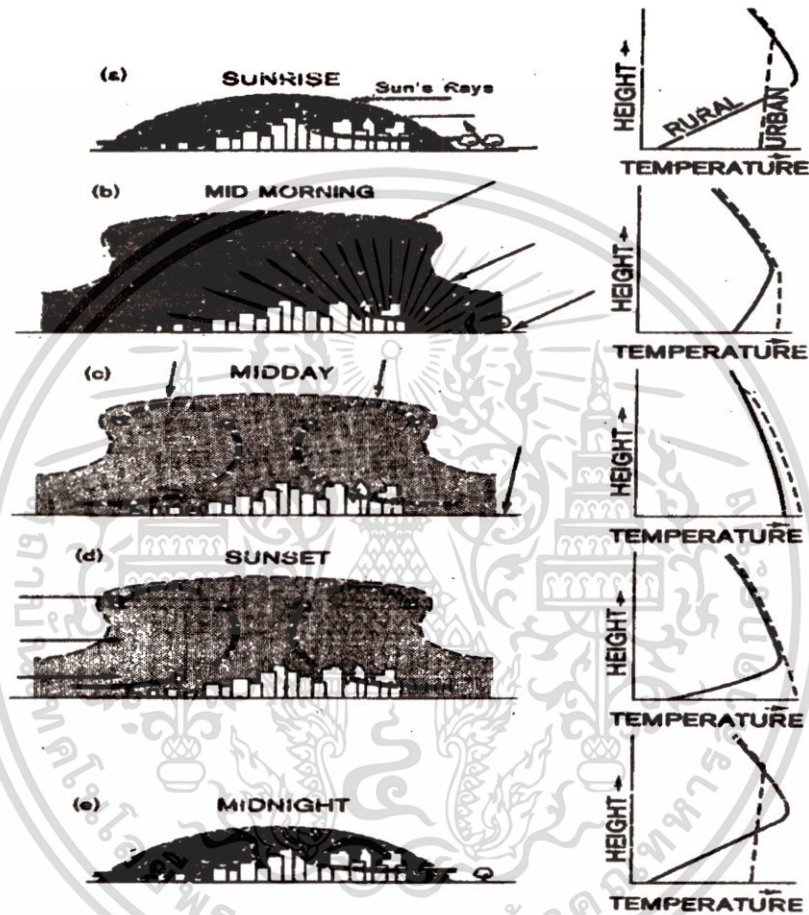 (a) SUNRISE
Sun's Rays
HEIGHT
RURAL
URBAN
TEMPERATURE
(b) MID MORNING
HEIGHT
TEMPERATURE
(c) MIDDAY
HEIGHT
TEMPERATURE
(d) SUNSET
HEIGHT
TEMPERATURE
(e) MIDNIGHT
HEIGHT
TEMPERATURE